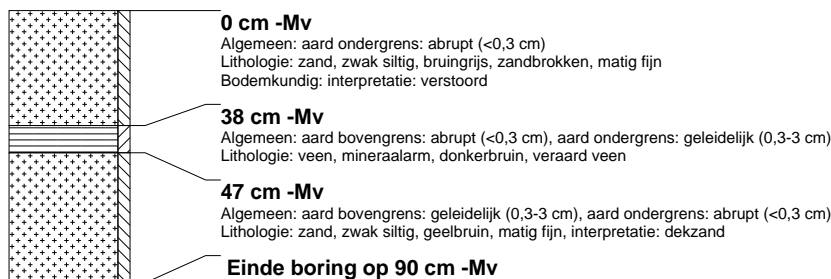 0 cm -Mv
Algemeen: aard ondergrens: abrupt (<0,3 cm)
Lithologie: zand, zwak siltig, bruingrijs, zandbrokken, matig fijn
Bodemkundig: interpretatie: verstoord
38 cm -Mv
Algemeen: aard bovengrens: abrupt (<0,3 cm), aard ondergrens: geleidelijk (0,3-3 cm)
Lithologie: veen, mineraalarm, donkerbruin, veraard veen
47 cm -Mv
Algemeen: aard bovengrens: geleidelijk (0,3-3 cm), aard ondergrens: abrupt (<0,3 cm)
Lithologie: zand, zwak siltig, geelbruin, matig fijn, interpretatie: dekzand
Einde boring op 90 cm -Mv